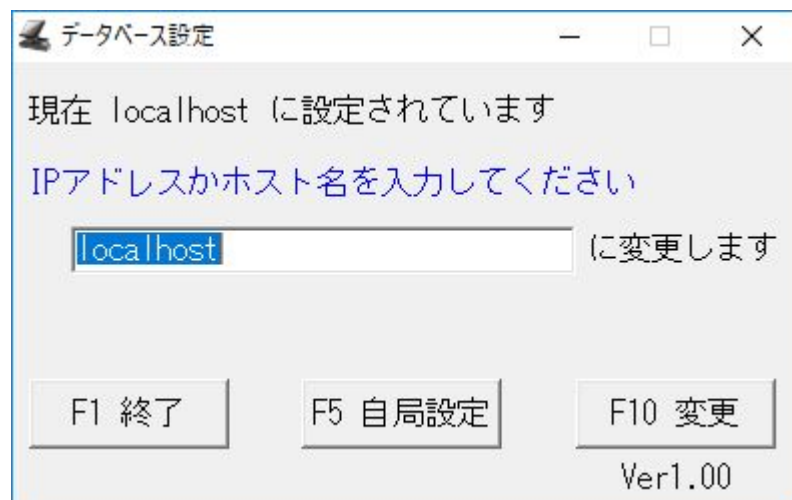 データベース設定
現在 localhost に設定されています
IPアドレスかホスト名を入力してください
localhost に変更します
F1 終了 F5 自局設定 F10 変更
Ver1.00